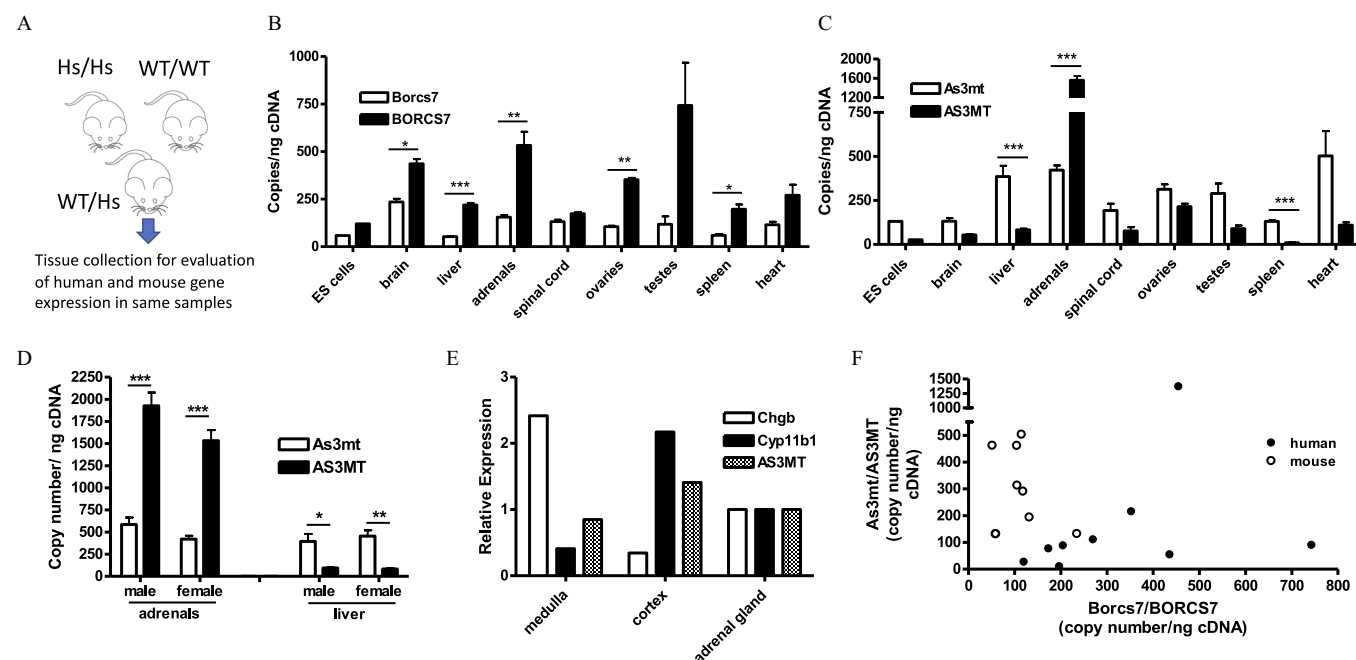 A
Hs/Hs WT/WT
WT/Hs
Tissue collection for evaluation
of human and mouse gene
expression in same samples
B
Copies/ng cDNA
1000
750
500
250
0
Borcs7
BORCS7
*
***
**
**
*
ES cells
brain
liver
adrenals
spinal cord
ovaries
testes
spleen
heart
C
Copies/ng cDNA
2000
1600
1200
750
500
250
0
As3mt
AS3MT
***
***
***
ES cells
brain
liver
adrenals
spinal cord
ovaries
testes
spleen
heart
D
Copy number/ ng cDNA
2250
2000
1750
1500
1250
1000
750
500
250
0
***
***
*
**
As3mt
AS3MT
male female male female
adrenals liver
E
Relative Expression
3
2
1
0
Chgb
Cyp11b1
AS3MT
medulla
cortex
adrenal gland
F
As3mt/AS3MT
(copy number/ng
cDNA)
1500
1000
500
400
300
200
100
0
human
mouse
0 100 200 300 400 500 600 700 800
Borcs7/BORCS7
(copy number/ng cDNA)